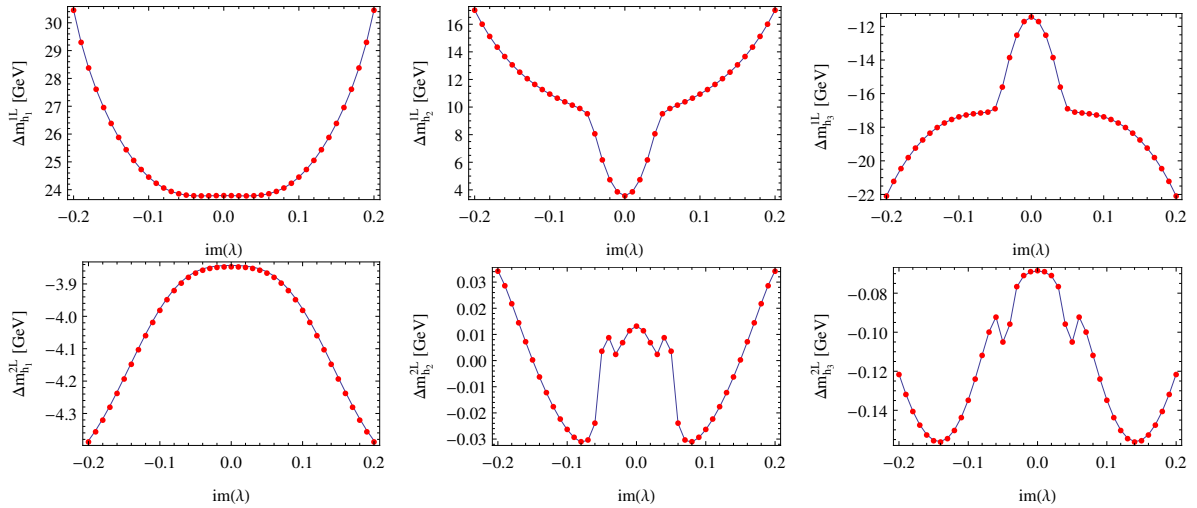 Δm_{h_1}^{1L} [GeV]
30
29
28
27
26
25
24
−0.2 −0.1 0.0 0.1 0.2
im(λ)
Δm_{h_2}^{1L} [GeV]
16
14
12
10
8
6
4
−0.2 −0.1 0.0 0.1 0.2
im(λ)
Δm_{h_3}^{1L} [GeV]
−12
−14
−16
−18
−20
−22
−0.2 −0.1 0.0 0.1 0.2
im(λ)
Δm_{h_1}^{2L} [GeV]
−3.9
−4.0
−4.1
−4.2
−4.3
−0.2 −0.1 0.0 0.1 0.2
im(λ)
Δm_{h_2}^{2L} [GeV]
0.03
0.02
0.01
0.00
−0.01
−0.02
−0.03
−0.2 −0.1 0.0 0.1 0.2
im(λ)
Δm_{h_3}^{2L} [GeV]
−0.08
−0.10
−0.12
−0.14
−0.2 −0.1 0.0 0.1 0.2
im(λ)